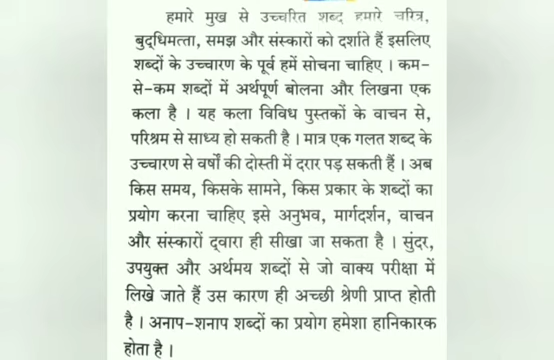 हमारे मुख से उच्चरित शब्द हमारे चरित्र,
बुद्धिमत्ता, समझ और संस्कारों को दर्शाते हैं इसलिए
शब्दों के उच्चारण के पूर्व हमें सोचना चाहिए । कम-
से-कम शब्दों में अर्थपूर्ण बोलना और लिखना एक
कला है । यह कला विविध पुस्तकों के वाचन से,
परिश्रम से साध्य हो सकती है । मात्र एक गलत शब्द के
उच्चारण से वर्षों की दोस्ती में दरार पड़ सकती हैं । अब
किस समय, किसके सामने, किस प्रकार के शब्दों का
प्रयोग करना चाहिए इसे अनुभव, मार्गदर्शन, वाचन
और संस्कारों द्वारा ही सीखा जा सकता है । सुंदर,
उपयुक्त और अर्थमय शब्दों से जो वाक्य परीक्षा में
लिखे जाते हैं उस कारण ही अच्छी श्रेणी प्राप्त होती
है । अनाप-शनाप शब्दों का प्रयोग हमेशा हानिकारक
होता है ।